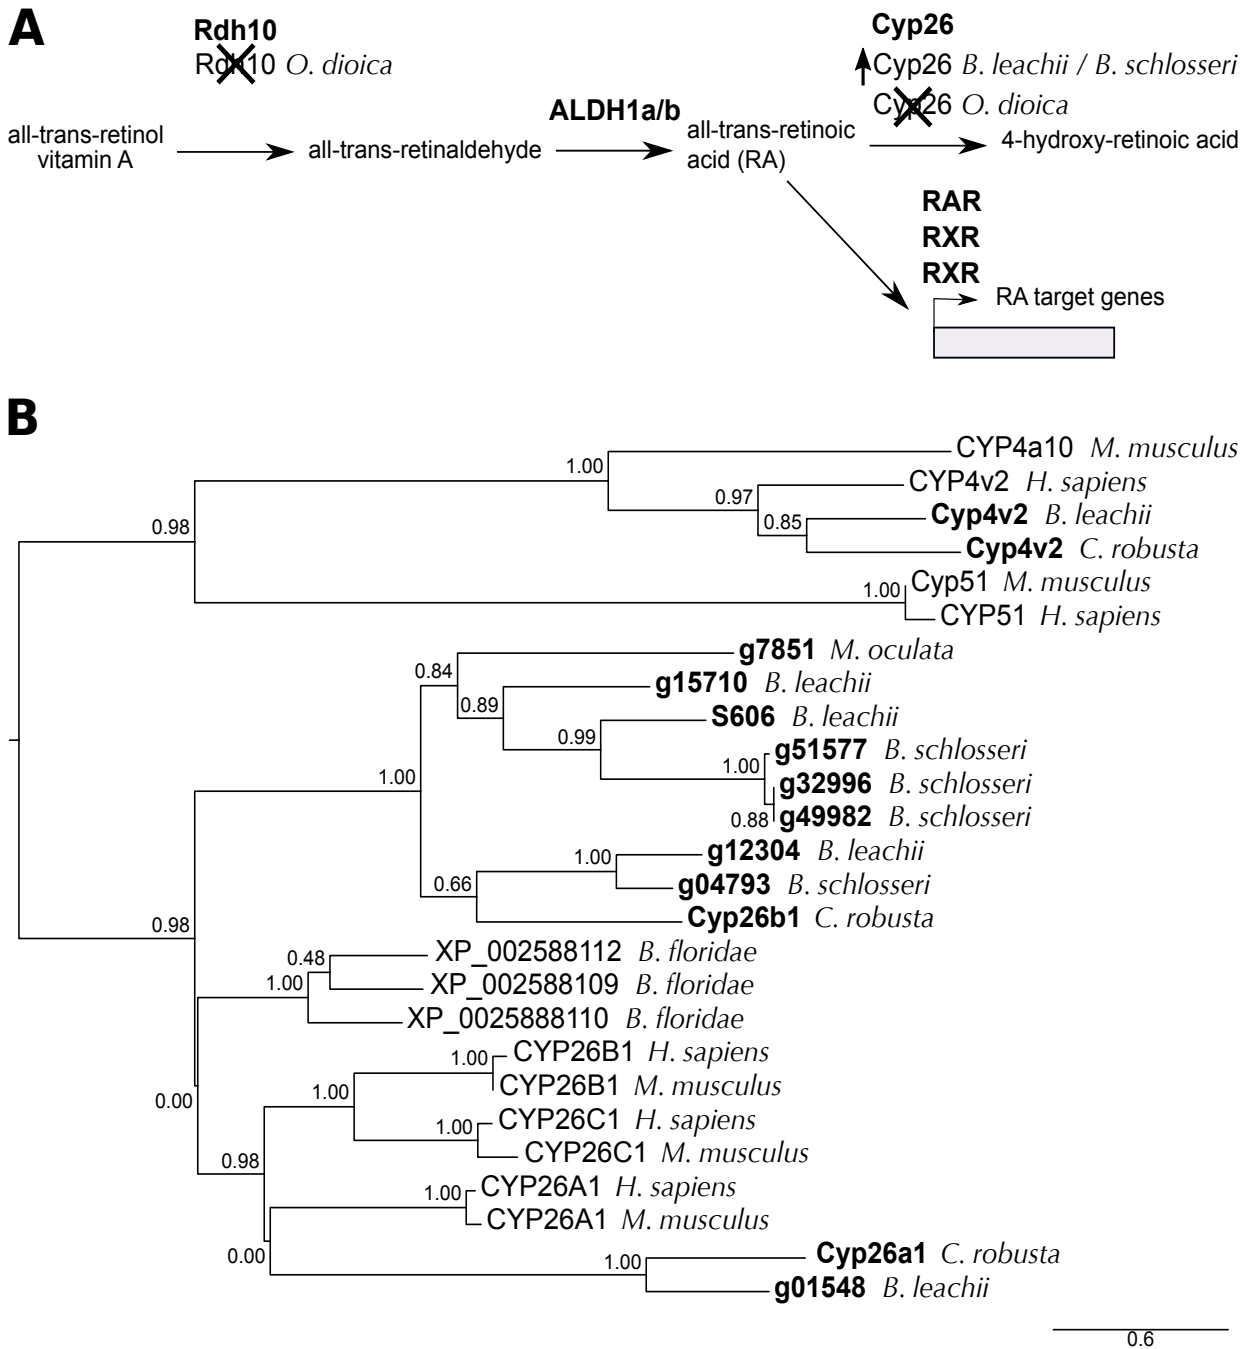 A
Rdh10
Rdh10 O. dioica
Cyp26
Cyp26 B. leachii / B. schlosseri
Cyp26 O. dioica
all-trans-retinol
vitamin A
all-trans-retinaldehyde
ALDH1a/b
all-trans-retinoic
acid (RA)
4-hydroxy-retinoic acid
RAR
RXR
RXR
RA target genes
B
CYP4a10 M. musculus
1.00
CYP4v2 H. sapiens
0.97
Cyp4v2 B. leachii
0.85
0.98
Cyp4v2 C. robusta
Cyp51 M. musculus
1.00
CYP51 H. sapiens
g7851 M. oculata
0.84
g15710 B. leachii
0.89
S606 B. leachii
0.99
g51577 B. schlosseri
1.00
1.00
g32996 B. schlosseri
g49982 B. schlosseri
0.88
g12304 B. leachii
1.00
g04793 B. schlosseri
0.66
Cyp26b1 C. robusta
0.98
XP_002588112 B. floridae
0.48
XP_002588109 B. floridae
1.00
XP_0025888110 B. floridae
CYP26B1 H. sapiens
1.00
CYP26B1 M. musculus
1.00
0.00
CYP26C1 H. sapiens
1.00
CYP26C1 M. musculus
0.98
CYP26A1 H. sapiens
1.00
CYP26A1 M. musculus
0.00
Cyp26a1 C. robusta
1.00
g01548 B. leachii
0.6